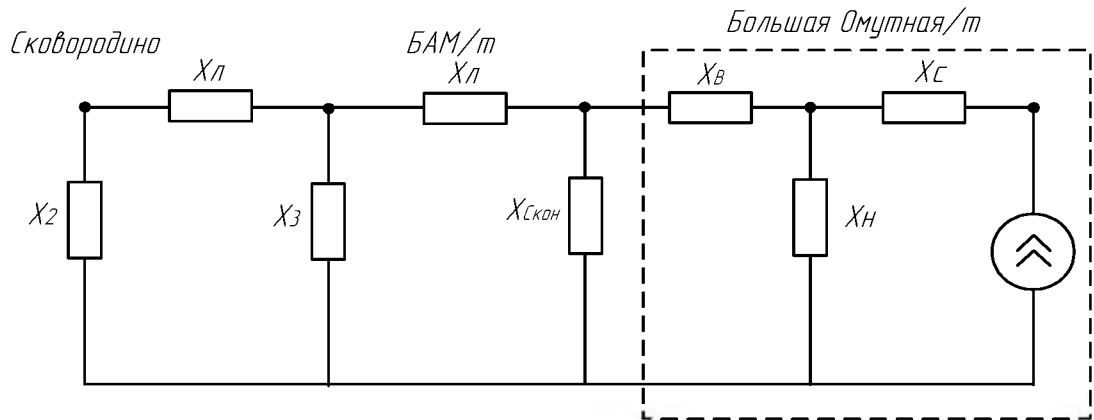 Большая Омутная/т
Сковородино
БАМ/т
Xл
Xл
Xв
Xс
X2
X3
XСкон
Xн